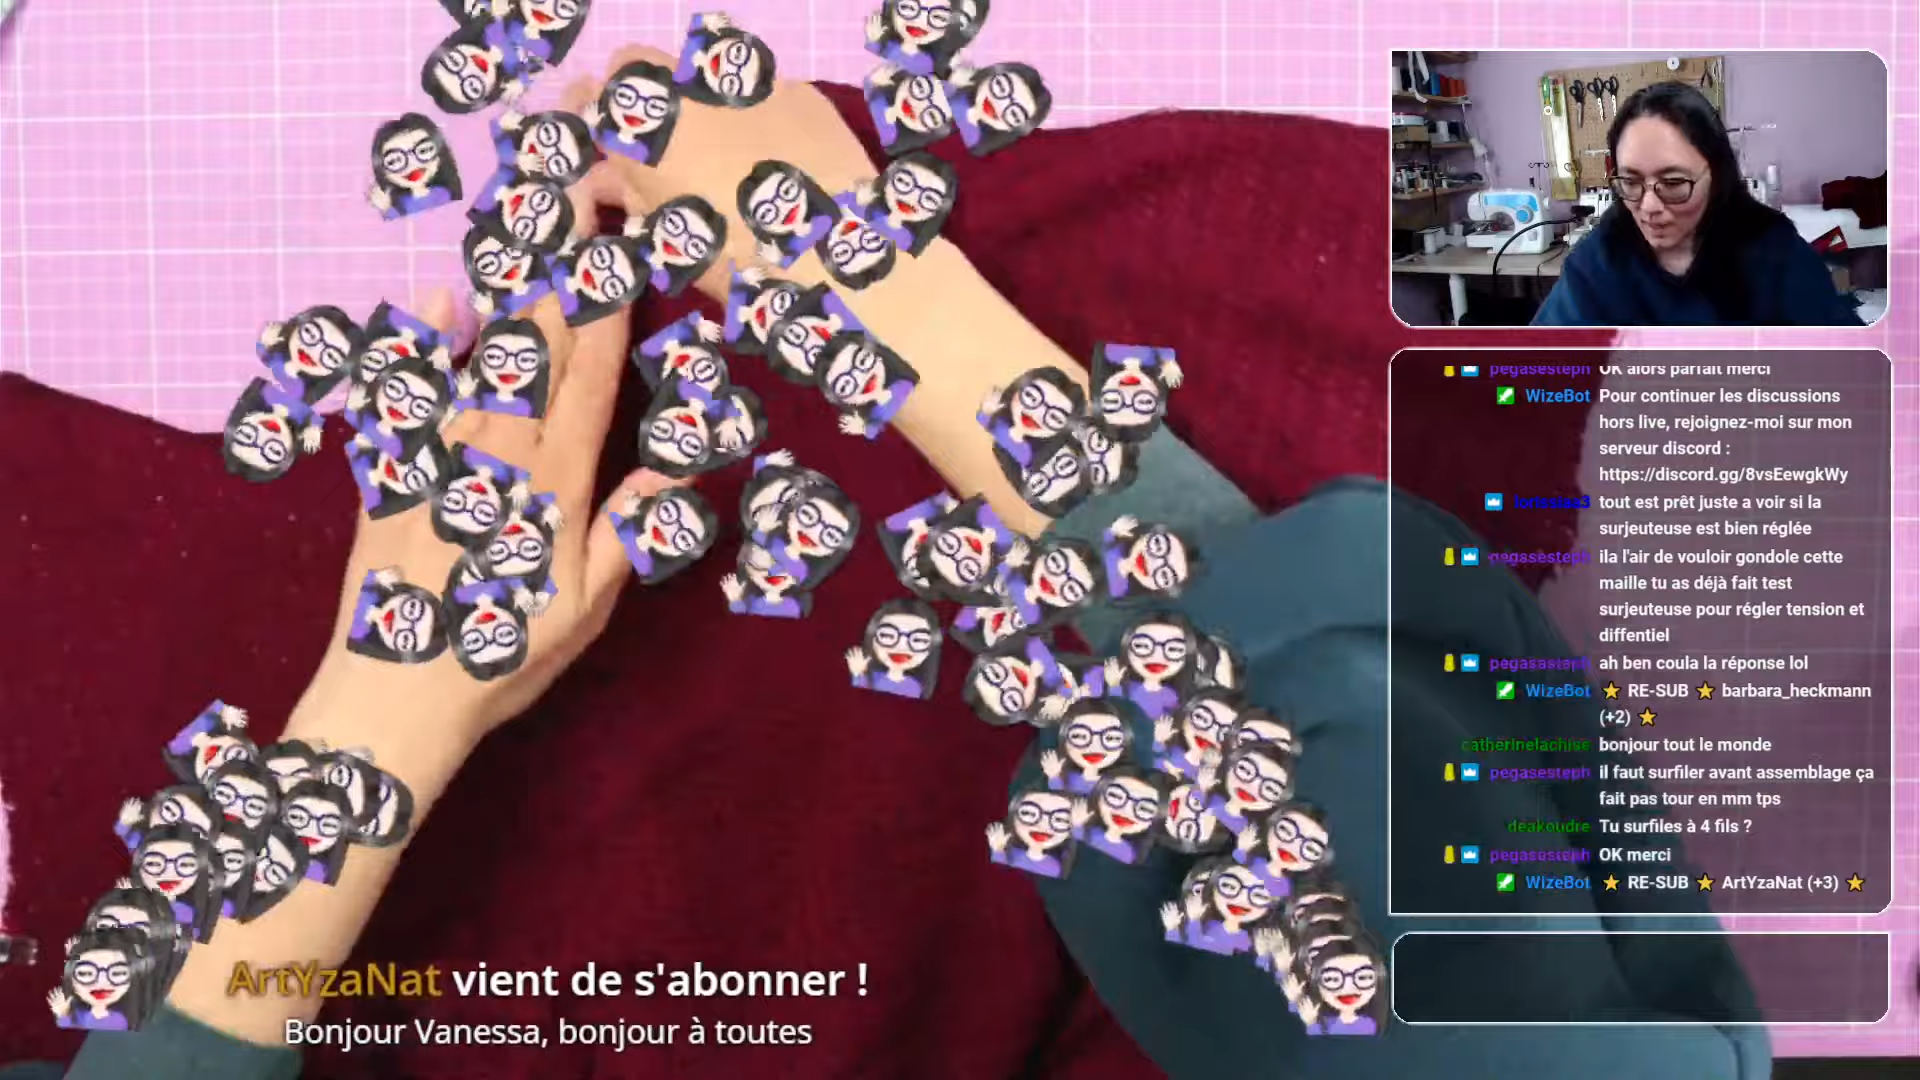 pegasesteph OK alors parfait merci
WizeBot Pour continuer les discussions
hors live, rejoignez-moi sur mon
serveur discord :
https://discord.gg/8vsEewgkWy
tout est prêt juste a voir si la
surjeuteuse est bien réglée
pegasesteph ila l'air de vouloir gondole cette
maille tu as déjà fait test
surjeuteuse pour régler tension et
diffentiel
pegasesteph ah ben coula la réponse lol
WizeBot RE-SUB barbara_heckmann
(+2)
catherinelachise bonjour tout le monde
pegasesteph il faut surfiler avant assemblage ça
fait pas tour en mm tps
deakoudre Tu surfiles à 4 fils ?
pegasesteph OK merci
WizeBot RE-SUB ArtYzaNat (+3)
ArtYzaNat vient de s'abonner !
Bonjour Vanessa, bonjour à toutes